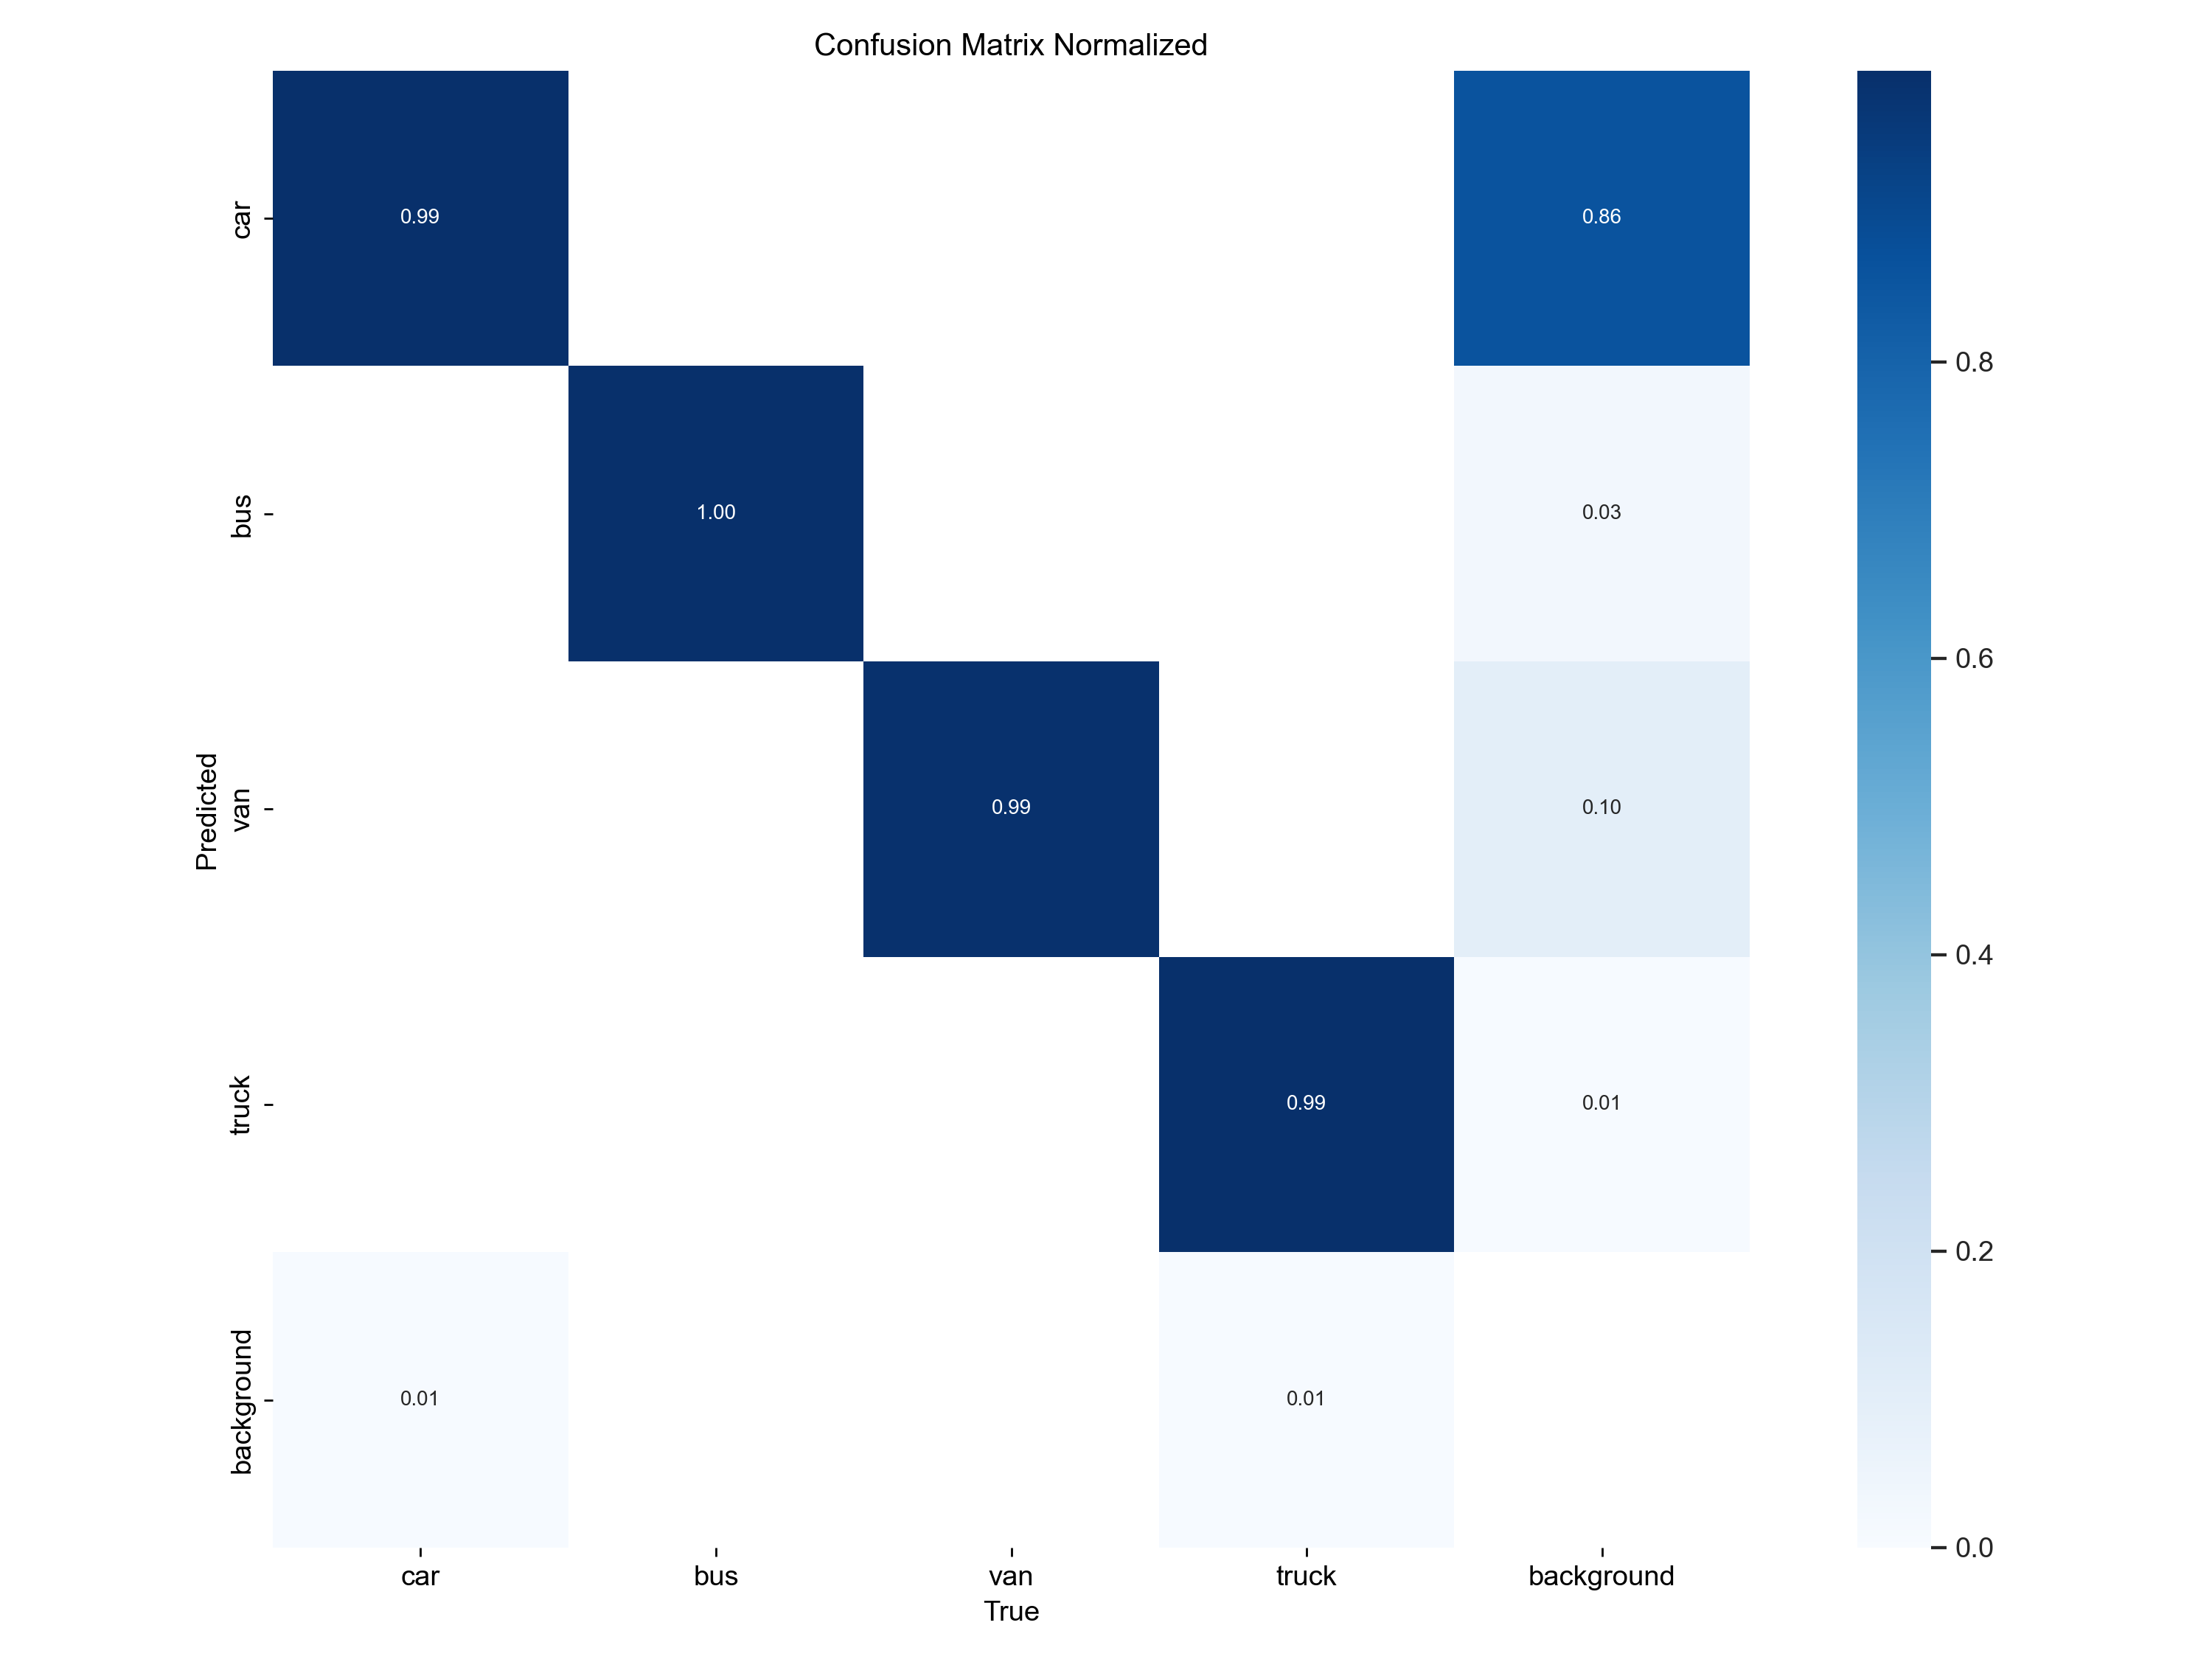 Confusion Matrix Normalized
Predicted
car
0.99
0.86
bus
1.00
0.03
van
0.99
0.10
truck
0.99
0.01
background
0.01
0.01
car
bus
van
truck
background
True
0.8
0.6
0.4
0.2
0.0